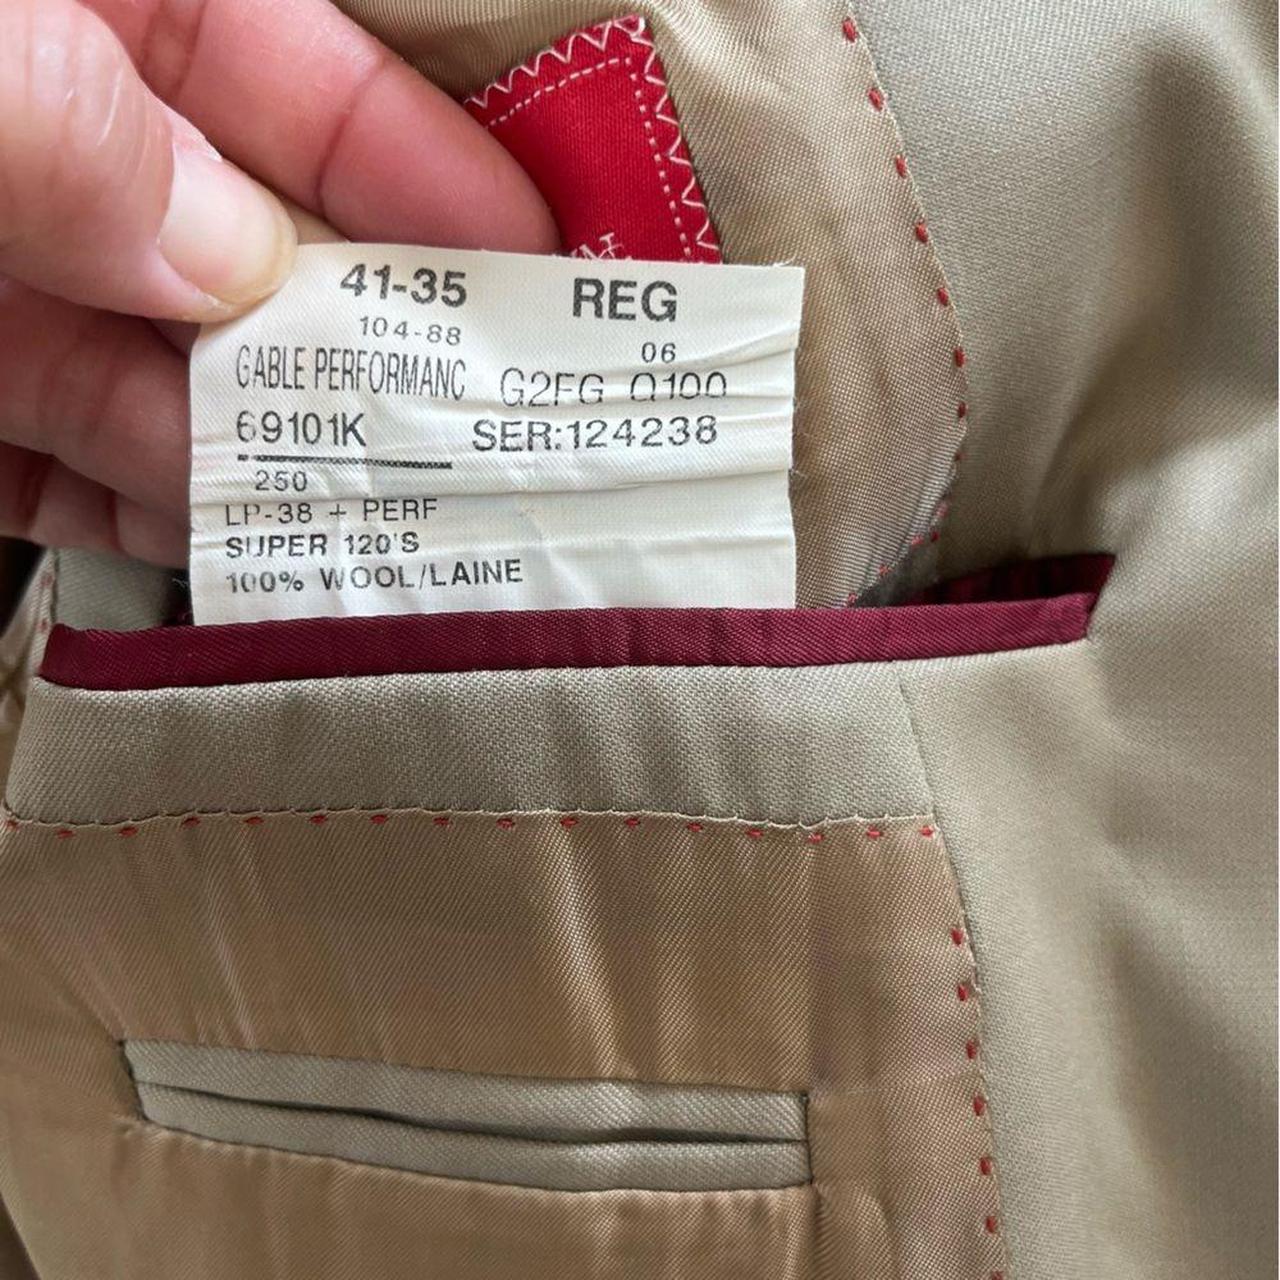 41-35 REG
104-88 06
GABLE PERFORMANC G2FG Q100
69101K SER:124238
250
LP-38 + PERF
SUPER 120'S
100% WOOL/LAINE